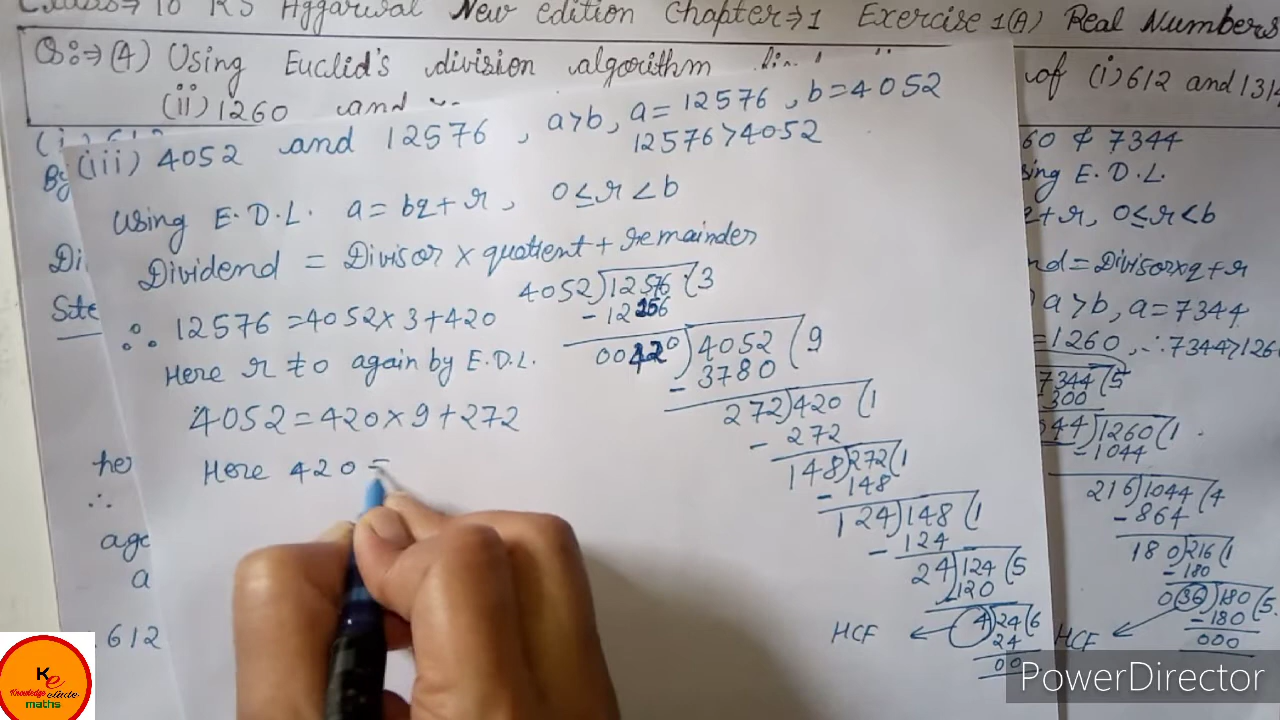 Class⇒ 10 RS Aggarwal New edition Chapter⇒1 Exercise 1(A) Real Numbers
Q:⇒(4) Using Euclid's division algorithm of (i) 612 and 1314
(ii) 1260 and
(iii) 4052 and 12576 , a>b, a = 12576 , b = 4052
12576 > 4052
Using E.D.L. a = bq + r , 0 ≤ r < b
Dividend = Divisor × quotient + remainder
∴ 12576 = 4052 × 3 + 420
Here r ≠ 0 again by E.D.L.
4052 = 420 × 9 + 272
Here 420 =
4052)12576(3
- 12156
00420)4052(9
- 3780
272)420(1
- 272
148)272(1
- 148
124)148(1
- 124
24)124(5
120
4)24(6
24
00
HCF
60 & 7344
E.D.L.
+ r, 0 ≤ r < b
= Divisor × q + r
a > b, a = 7344
= 1260, ∴ 7344 > 126
7344(5
300
44)1260(1
- 1044
216)1044(4
- 864
180)216(1
- 180
036)180(5
- 180
000
HCF
612
Ke
Knowledge
maths
PowerDirector